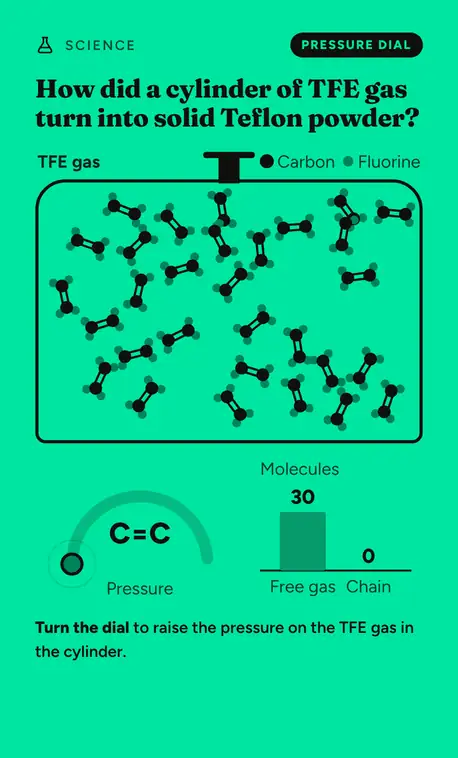 SCIENCE
PRESSURE DIAL
How did a cylinder of TFE gas
turn into solid Teflon powder?
TFE gas
Carbon
Fluorine
Molecules
30
0
C=C
Free gas
Chain
Pressure
Turn the dial to raise the pressure on the TFE gas in
the cylinder.